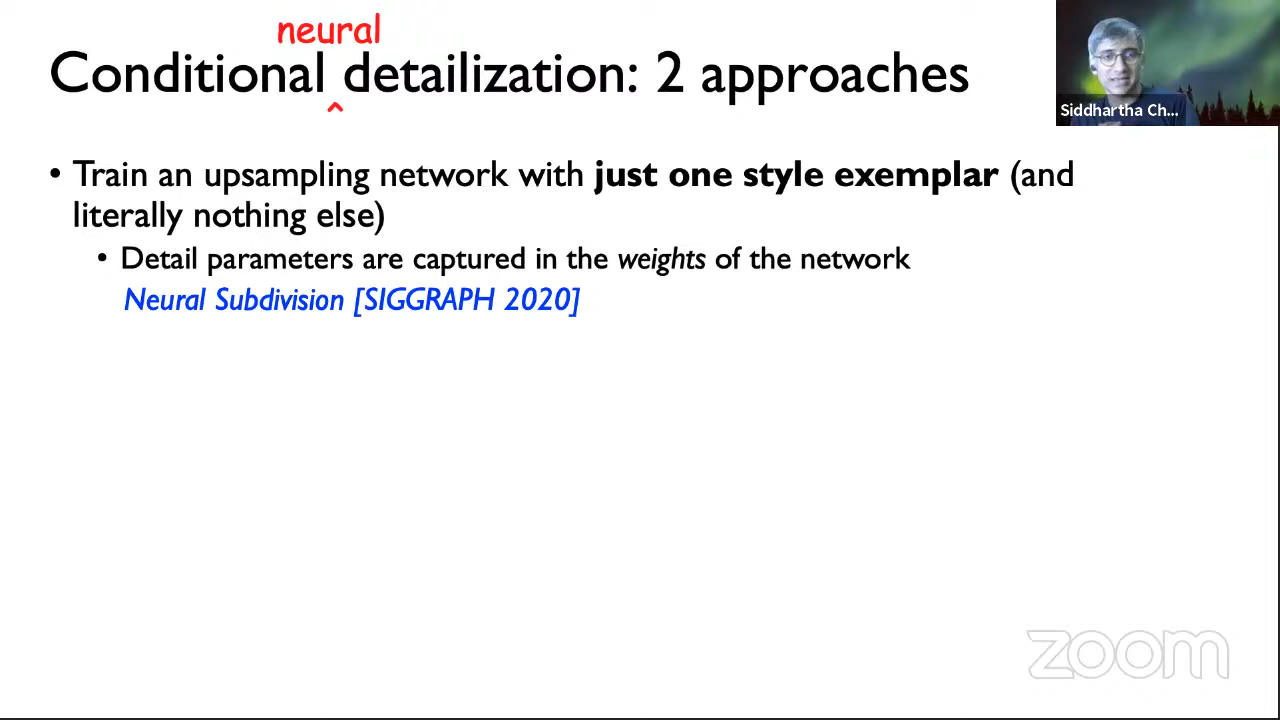 neural
Conditional ^ detailization: 2 approaches
Siddhartha Ch...
• Train an upsampling network with just one style exemplar (and
literally nothing else)
• Detail parameters are captured in the weights of the network
Neural Subdivision [SIGGRAPH 2020]
zoom